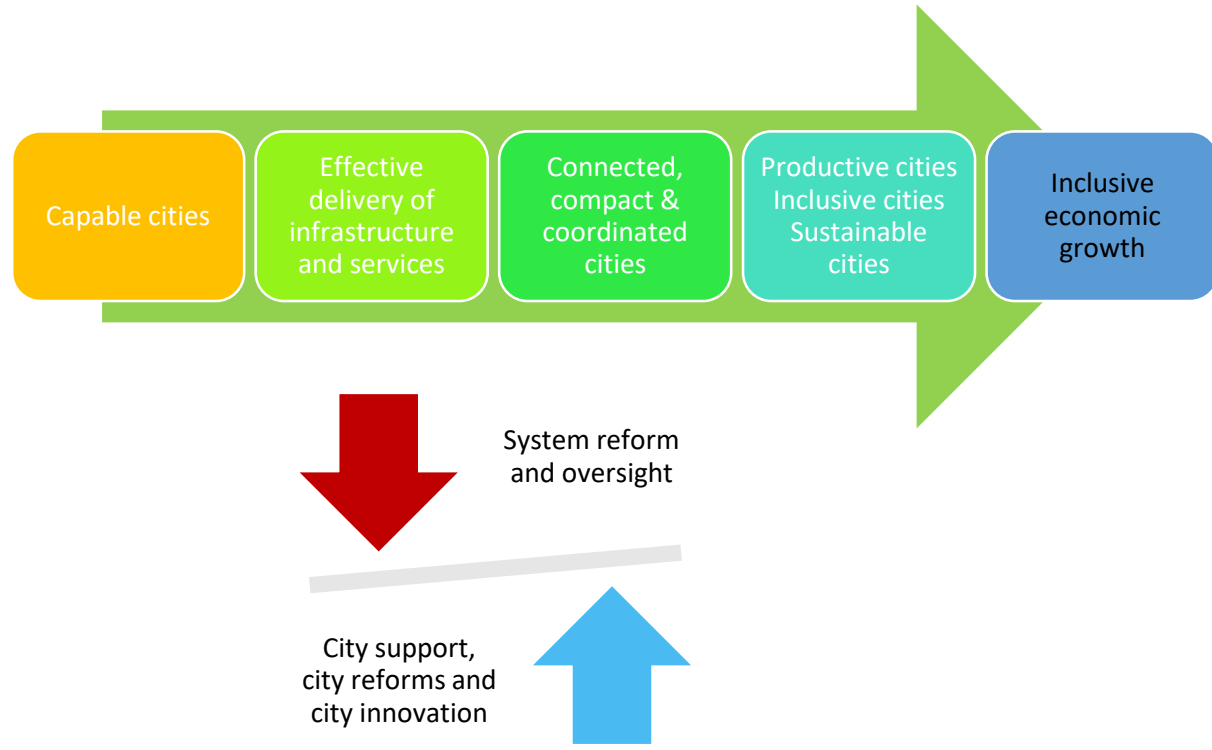 Capable cities
Effective
delivery of
infrastructure
and services
Connected,
compact &
coordinated
cities
Productive cities
Inclusive cities
Sustainable
cities
Inclusive
economic
growth
System reform
and oversight
City support,
city reforms and
city innovation